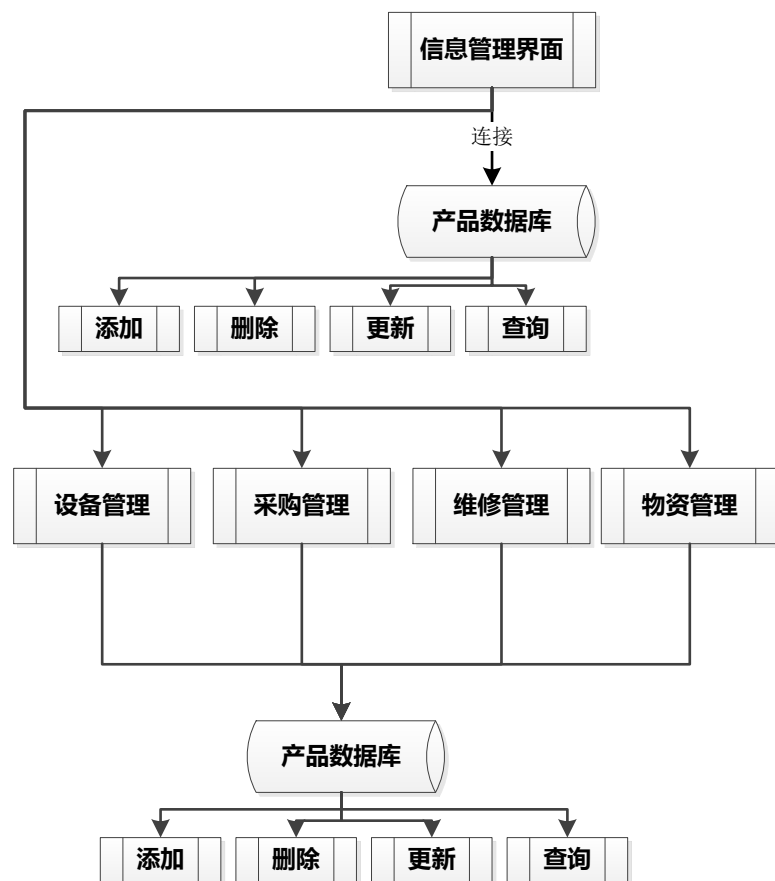 信息管理界面
连接
产品数据库
添加
删除
更新
查询
设备管理
采购管理
维修管理
物资管理
产品数据库
添加
删除
更新
查询